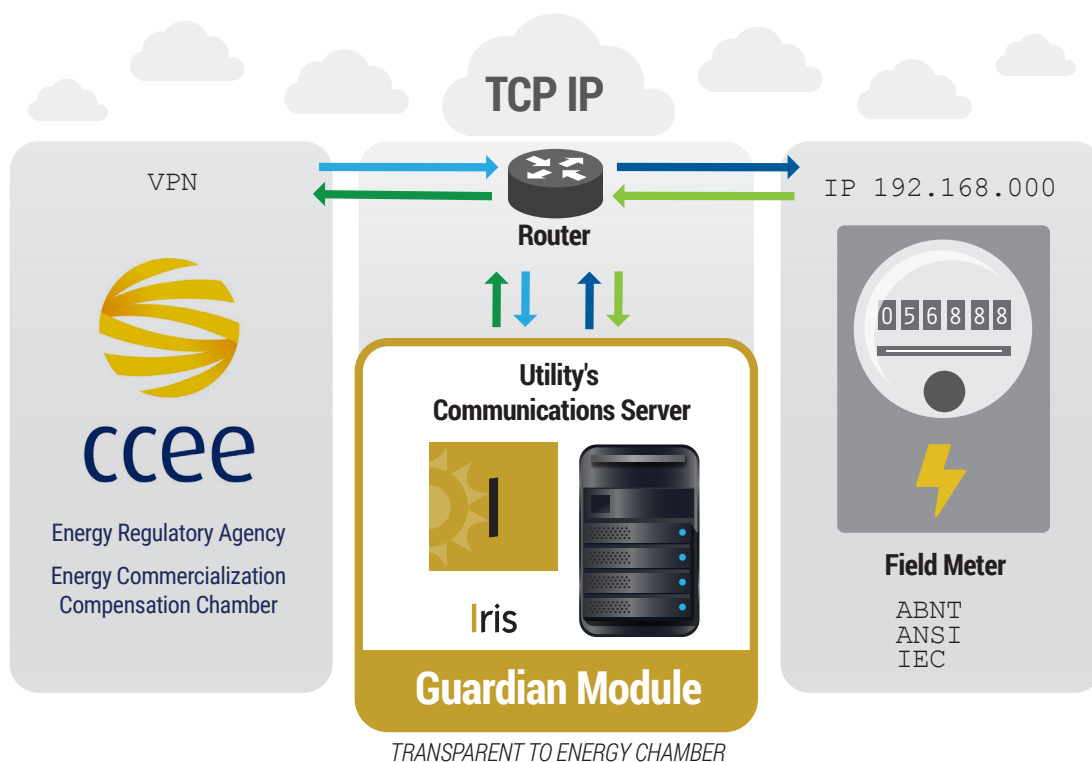 TCP IP
VPN
IP 192.168.000
Router
056888
Utility's
Communications Server
ccee
Energy Regulatory Agency
Energy Commercialization
Compensation Chamber
I
Iris
Field Meter
ABNT
ANSI
IEC
Guardian Module
TRANSPARENT TO ENERGY CHAMBER